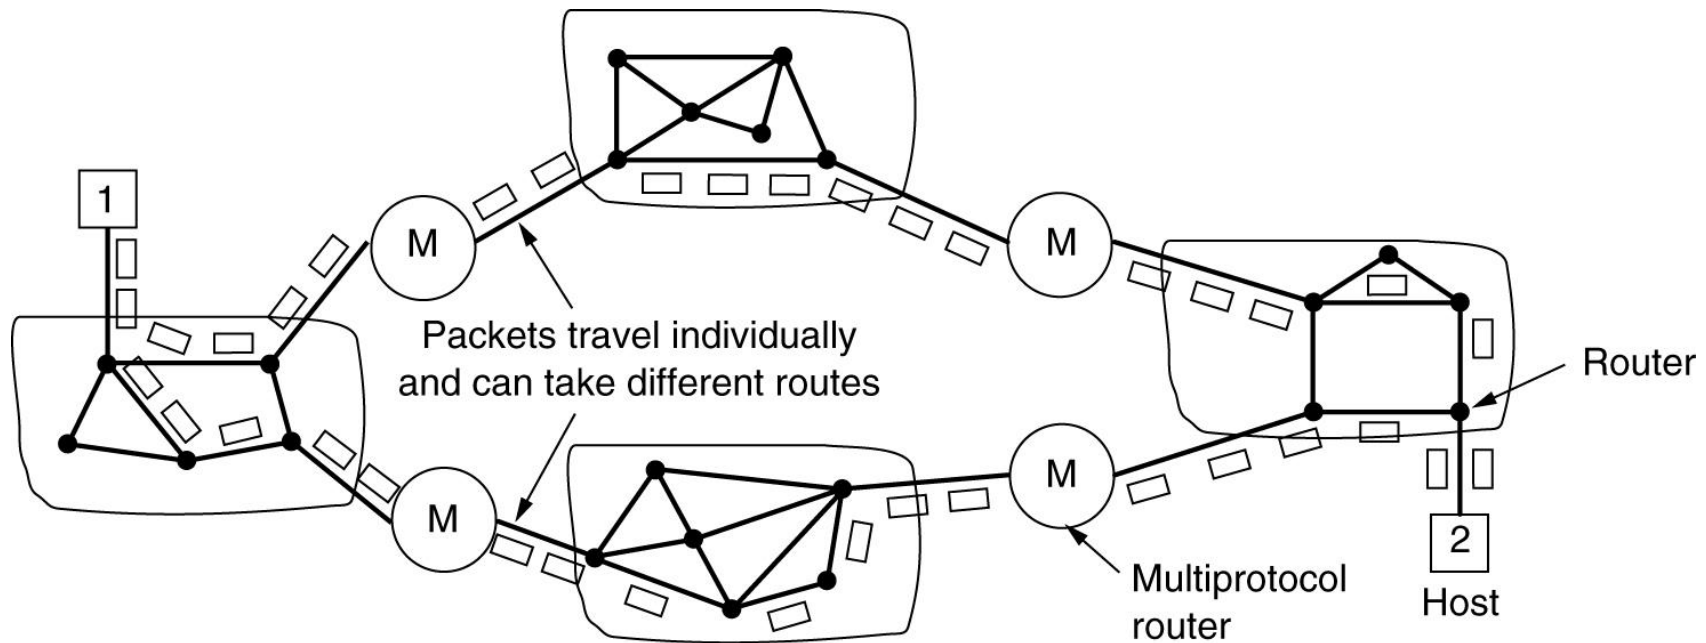 1
M
M
Packets travel individually
and can take different routes
Router
M
M
2
Multiprotocol
router
Host